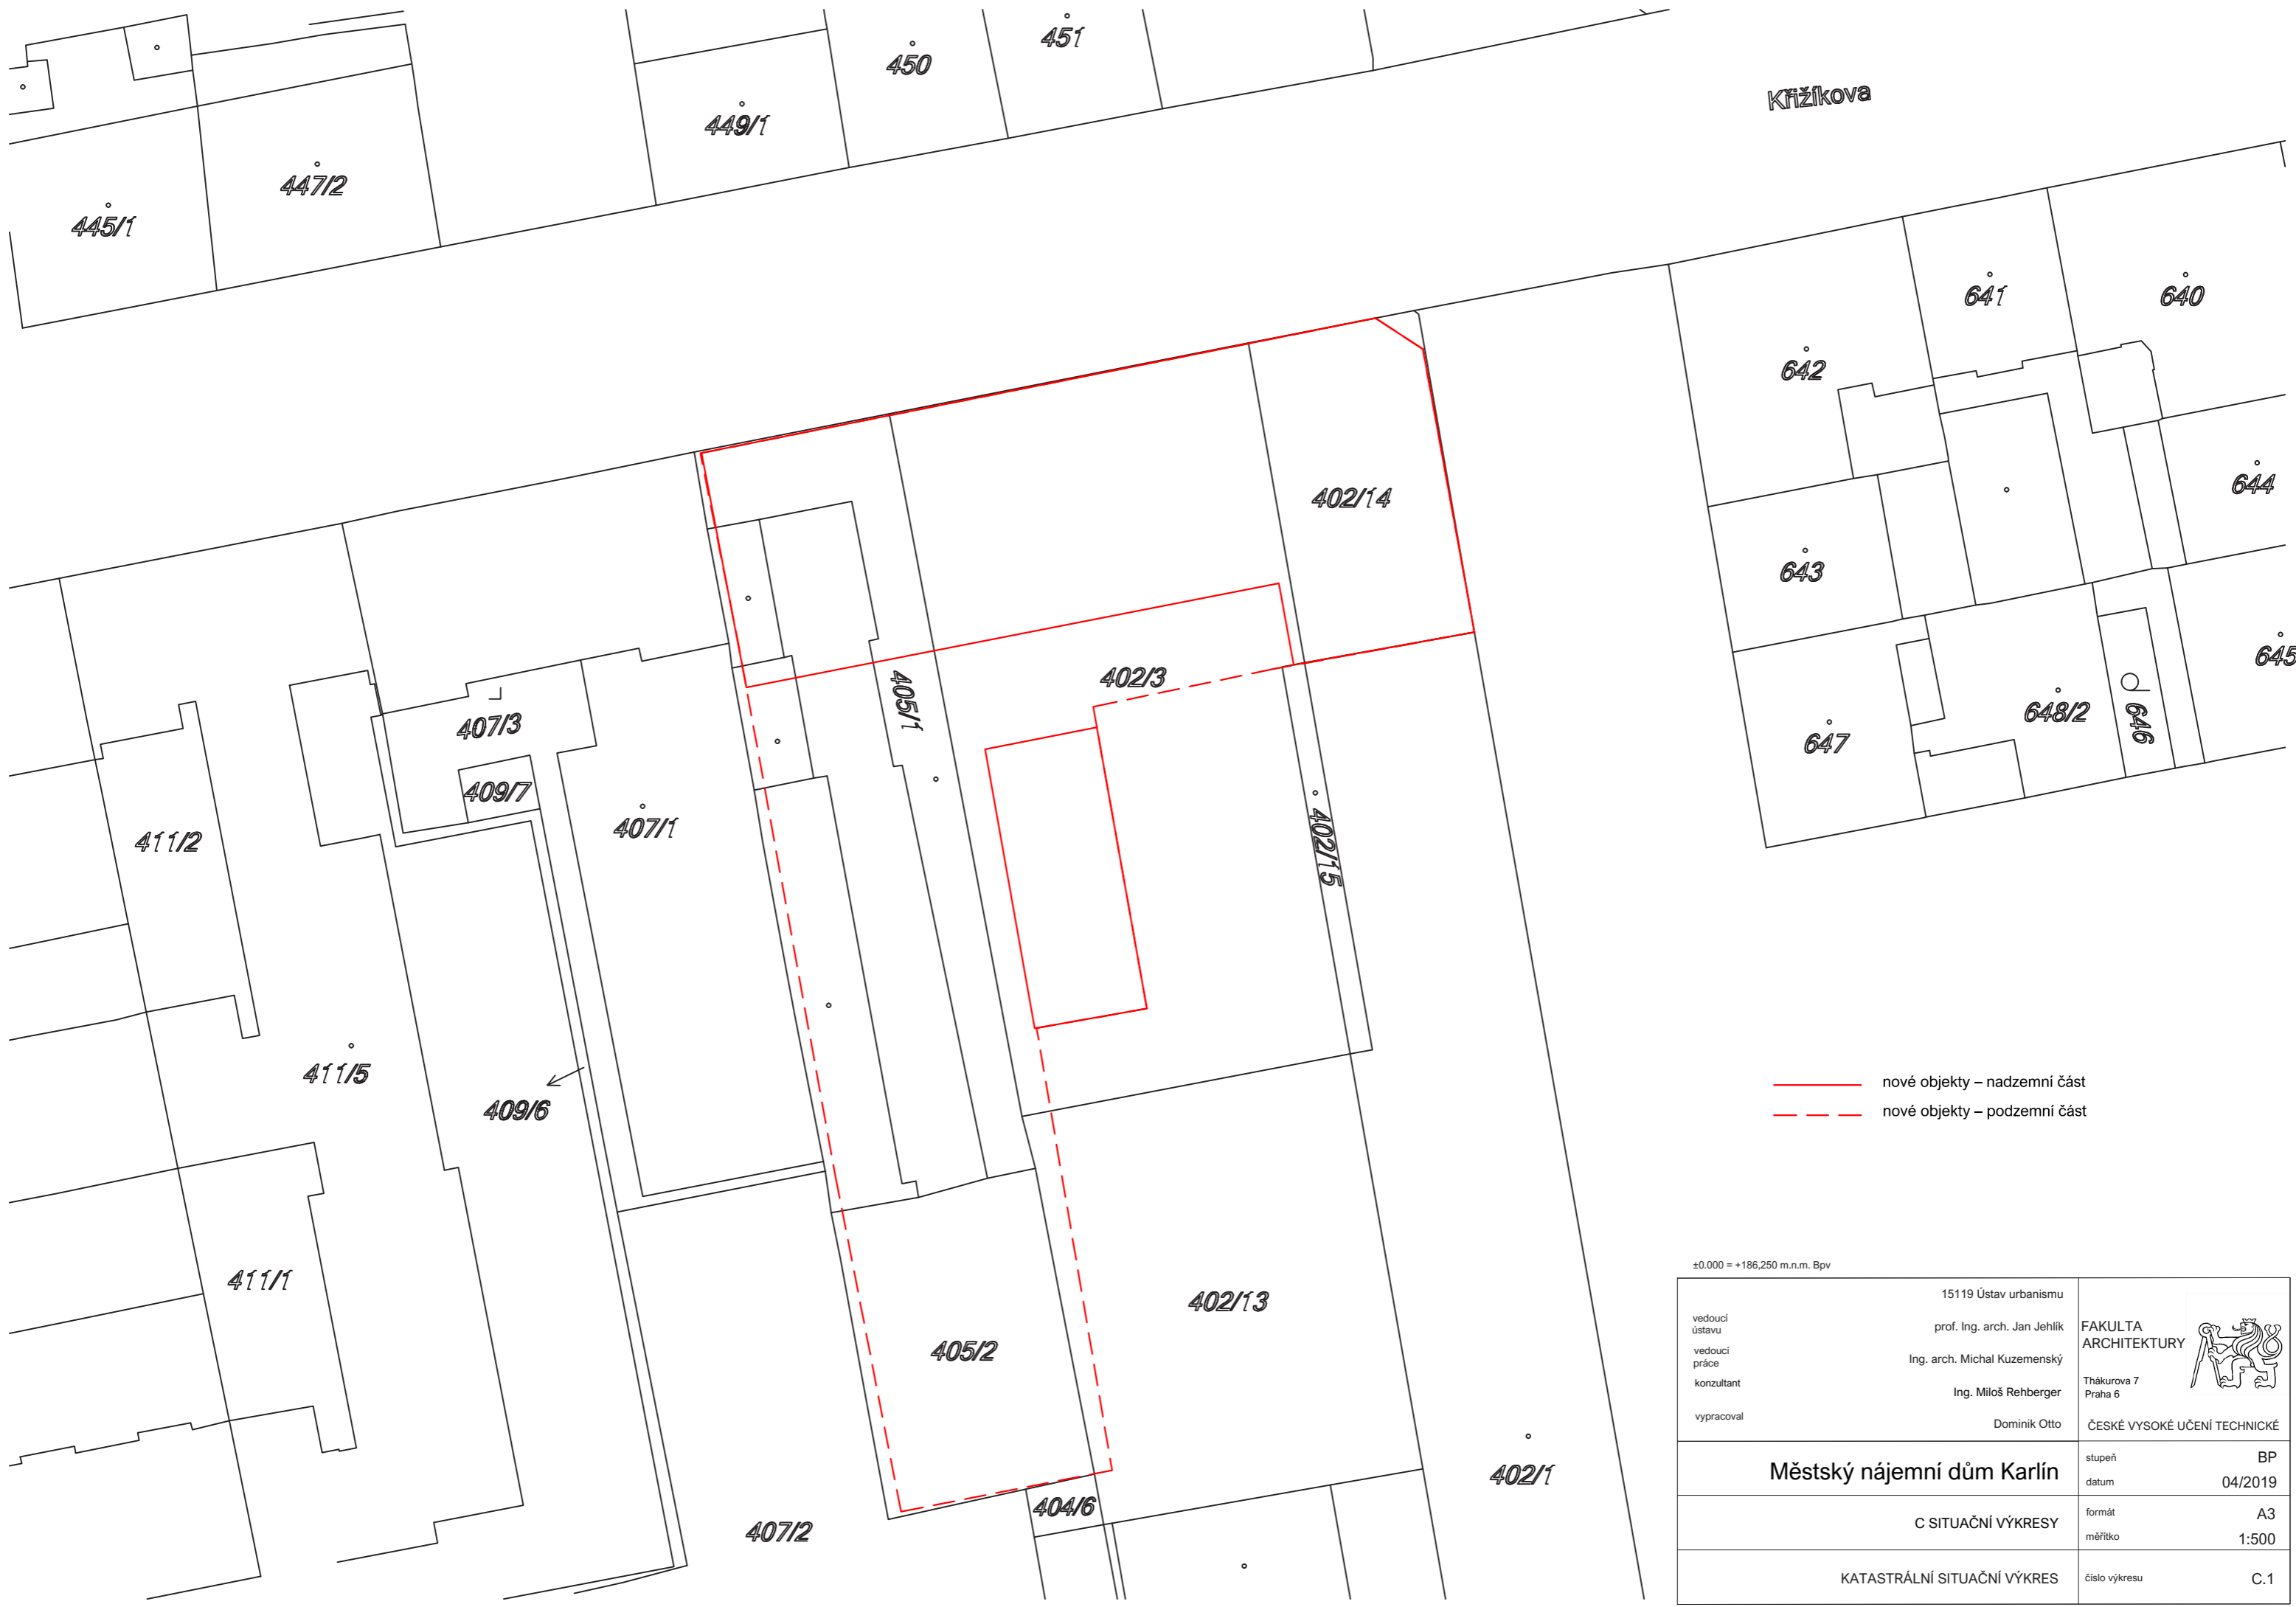 451
450
Křižíkova
449/1
447/2
445/1
641
640
642
644
402/14
643
645
402/3
405/1
407/3
648/2
646
647
409/7
407/1
411/2
402/15
411/5
409/6
nové objekty – nadzemní část
nové objekty – podzemní část
411/1
402/13
405/2
402/1
404/6
407/2
±0.000 = +186,250 m.n.m. Bpv
15119 Ústav urbanismu
vedoucí
ústavu
prof. Ing. arch. Jan Jehlík
vedoucí
práce
Ing. arch. Michal Kuzemenský
konzultant
Ing. Miloš Rehberger
vypracoval
Dominik Otto
FAKULTA
ARCHITEKTURY
Thákurova 7
Praha 6
ČESKÉ VYSOKÉ UČENÍ TECHNICKÉ
Městský nájemní dům Karlín
stupeň BP
datum 04/2019
C SITUAČNÍ VÝKRESY
formát A3
měřítko 1:500
KATASTRÁLNÍ SITUAČNÍ VÝKRES
číslo výkresu C.1